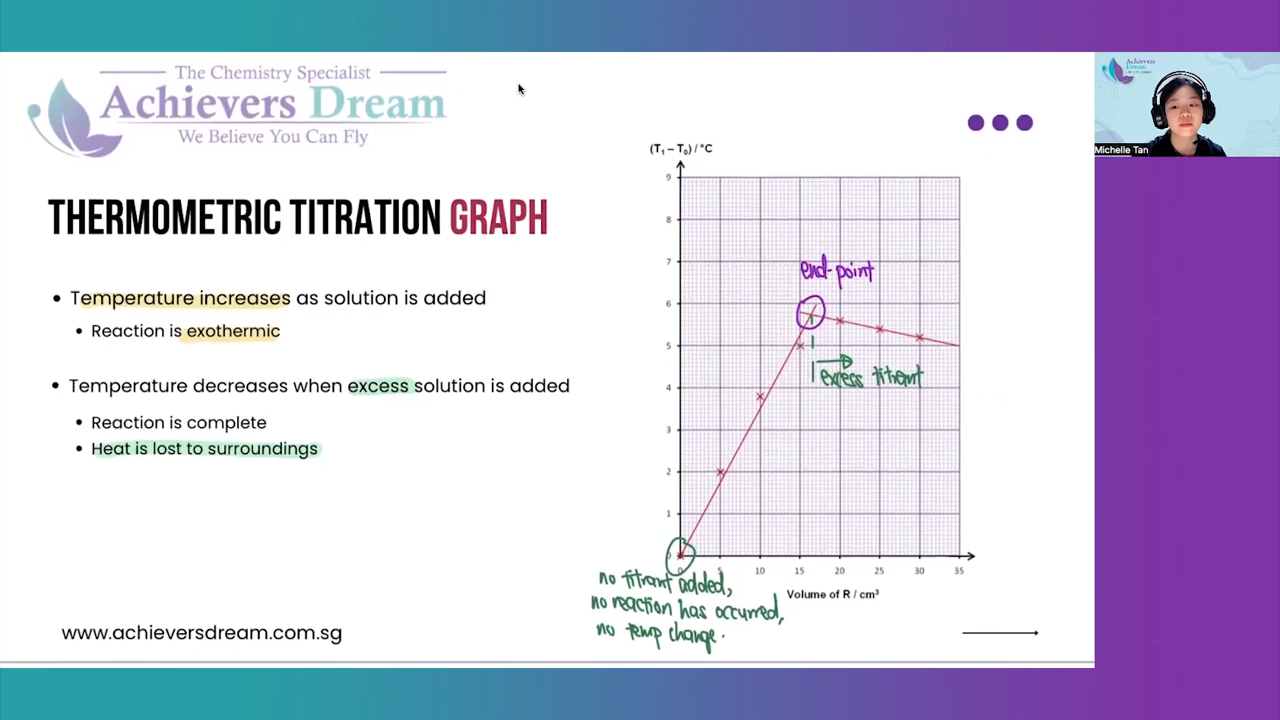 The Chemistry Specialist
Achievers Dream
We Believe You Can Fly
THERMOMETRIC TITRATION GRAPH
• Temperature increases as solution is added
• Reaction is exothermic
• Temperature decreases when excess solution is added
• Reaction is complete
• Heat is lost to surroundings
www.achieversdream.com.sg
(T₁ – T₀) / °C
9
8
7
6
5
4
3
2
1
0
end-point
excess titrant
0 5 10 15 20 25 30 35
Volume of R / cm³
no titrant added,
no reaction has occurred,
no temp change.
Achievers
Dream
Michelle Tan